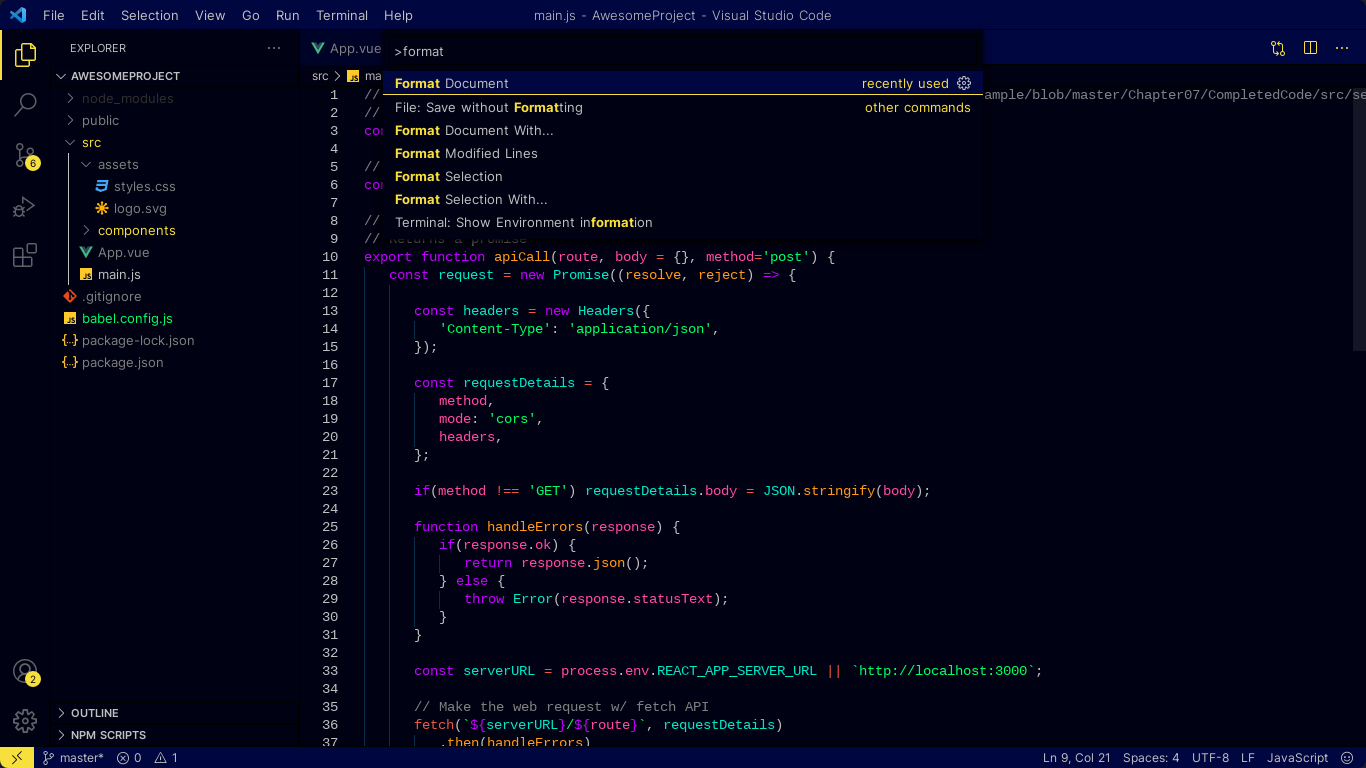 File Edit Selection View Go Run Terminal Help
main.js - AwesomeProject - Visual Studio Code
EXPLORER
AWESOMEPROJECT
node_modules
public
src
assets
styles.css
logo.svg
components
App.vue
main.js
.gitignore
babel.config.js
package-lock.json
package.json
OUTLINE
NPM SCRIPTS
6
2
App.vue
src
>format
Format Document recently used
File: Save without Formatting other commands
Format Document With...
Format Modified Lines
Format Selection
Format Selection With...
Terminal: Show Environment information
1 // ample/blob/master/Chapter07/CompletedCode/src/se
2 //
3
4
5 //
6
7
8 //
9 // Returns a promise
10 export function apiCall(route, body = {}, method='post') {
11 const request = new Promise((resolve, reject) => {
12
13 const headers = new Headers({
14 'Content-Type': 'application/json',
15 });
16
17 const requestDetails = {
18 method,
19 mode: 'cors',
20 headers,
21 };
22
23 if(method !== 'GET') requestDetails.body = JSON.stringify(body);
24
25 function handleErrors(response) {
26 if(response.ok) {
27 return response.json();
28 } else {
29 throw Error(response.statusText);
30 }
31 }
32
33 const serverURL = process.env.REACT_APP_SERVER_URL || `http://localhost:3000`;
34
35 // Make the web request w/ fetch API
36 fetch(`${serverURL}/${route}`, requestDetails)
37 .then(handleErrors)
master* 0 1
Ln 9, Col 21 Spaces: 4 UTF-8 LF JavaScript